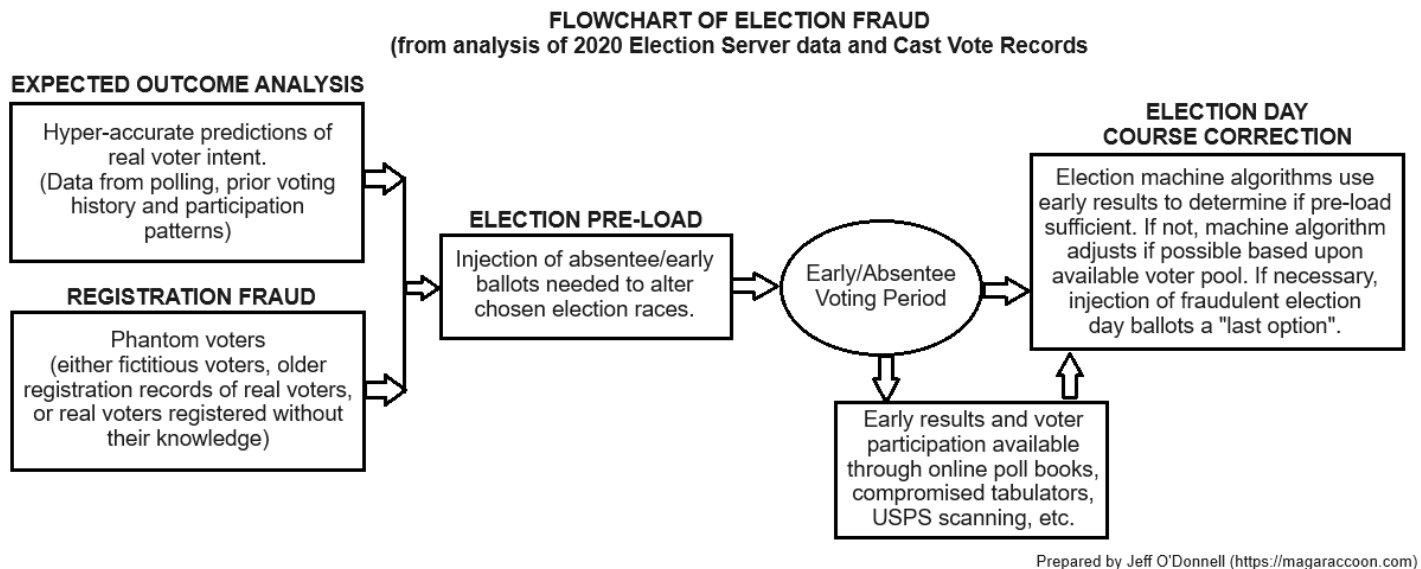 FLOWCHART OF ELECTION FRAUD
(from analysis of 2020 Election Server data and Cast Vote Records
EXPECTED OUTCOME ANALYSIS
Hyper-accurate predictions of
real voter intent.
(Data from polling, prior voting
history and participation
patterns)
REGISTRATION FRAUD
Phantom voters
(either fictitious voters, older
registration records of real voters,
or real voters registered without
their knowledge)
ELECTION PRE-LOAD
Injection of absentee/early
ballots needed to alter
chosen election races.
Early/Absentee
Voting Period
Early results and voter
participation available
through online poll books,
compromised tabulators,
USPS scanning, etc.
ELECTION DAY
COURSE CORRECTION
Election machine algorithms use
early results to determine if pre-load
sufficient. If not, machine algorithm
adjusts if possible based upon
available voter pool. If necessary,
injection of fraudulent election
day ballots a "last option".
Prepared by Jeff O'Donnell (https://magaraccoon.com)